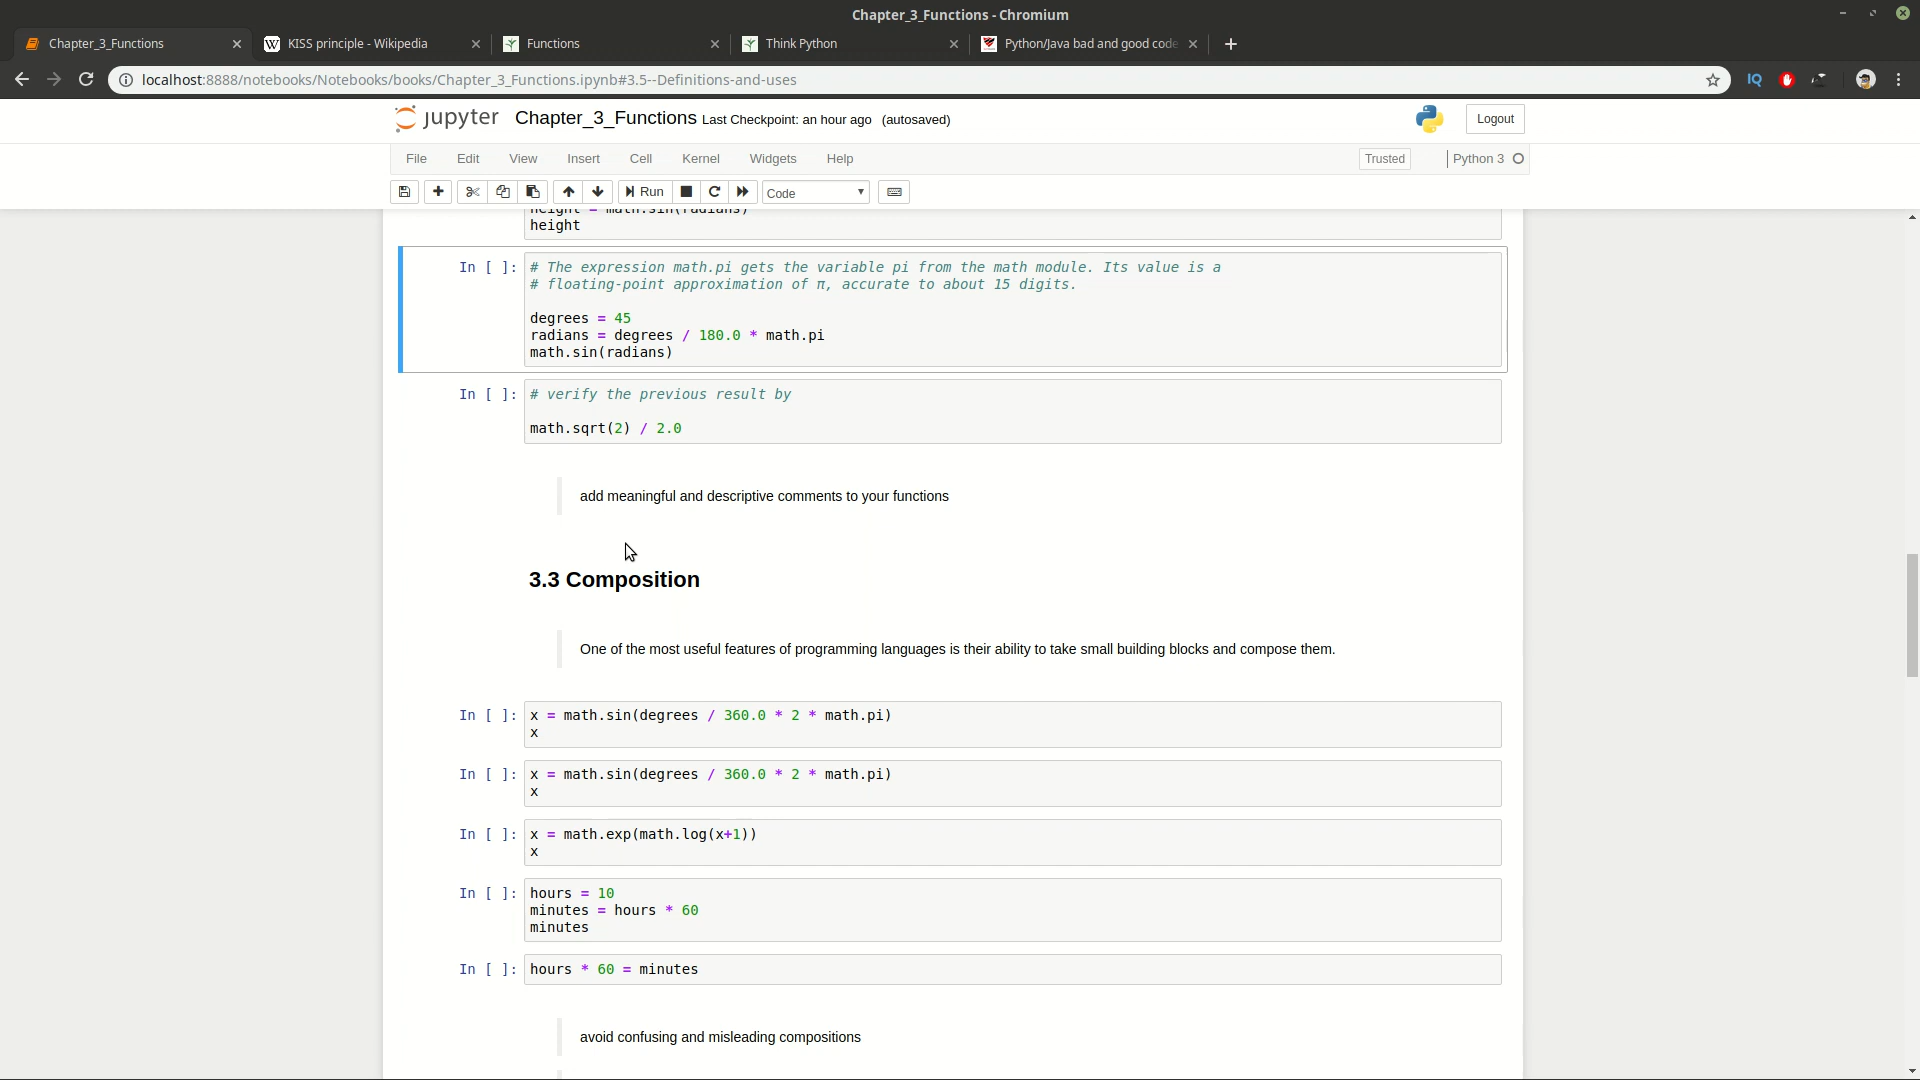 Chapter_3_Functions - Chromium
Chapter_3_Functions
KISS principle - Wikipedia
Functions
Think Python
Python/Java bad and good code
localhost:8888/notebooks/Notebooks/books/Chapter_3_Functions.ipynb#3.5--Definitions-and-uses
IQ
jupyter Chapter_3_Functions Last Checkpoint: an hour ago (autosaved)
Logout
File Edit View Insert Cell Kernel Widgets Help
Trusted
Python 3
Run
Code
height = math.sin(radians)
height
In [ ]: # The expression math.pi gets the variable pi from the math module. Its value is a
# floating-point approximation of π, accurate to about 15 digits.
degrees = 45
radians = degrees / 180.0 * math.pi
math.sin(radians)
In [ ]: # verify the previous result by
math.sqrt(2) / 2.0
add meaningful and descriptive comments to your functions
3.3 Composition
One of the most useful features of programming languages is their ability to take small building blocks and compose them.
In [ ]: x = math.sin(degrees / 360.0 * 2 * math.pi)
x
In [ ]: x = math.sin(degrees / 360.0 * 2 * math.pi)
x
In [ ]: x = math.exp(math.log(x+1))
x
In [ ]: hours = 10
minutes = hours * 60
minutes
In [ ]: hours * 60 = minutes
avoid confusing and misleading compositions